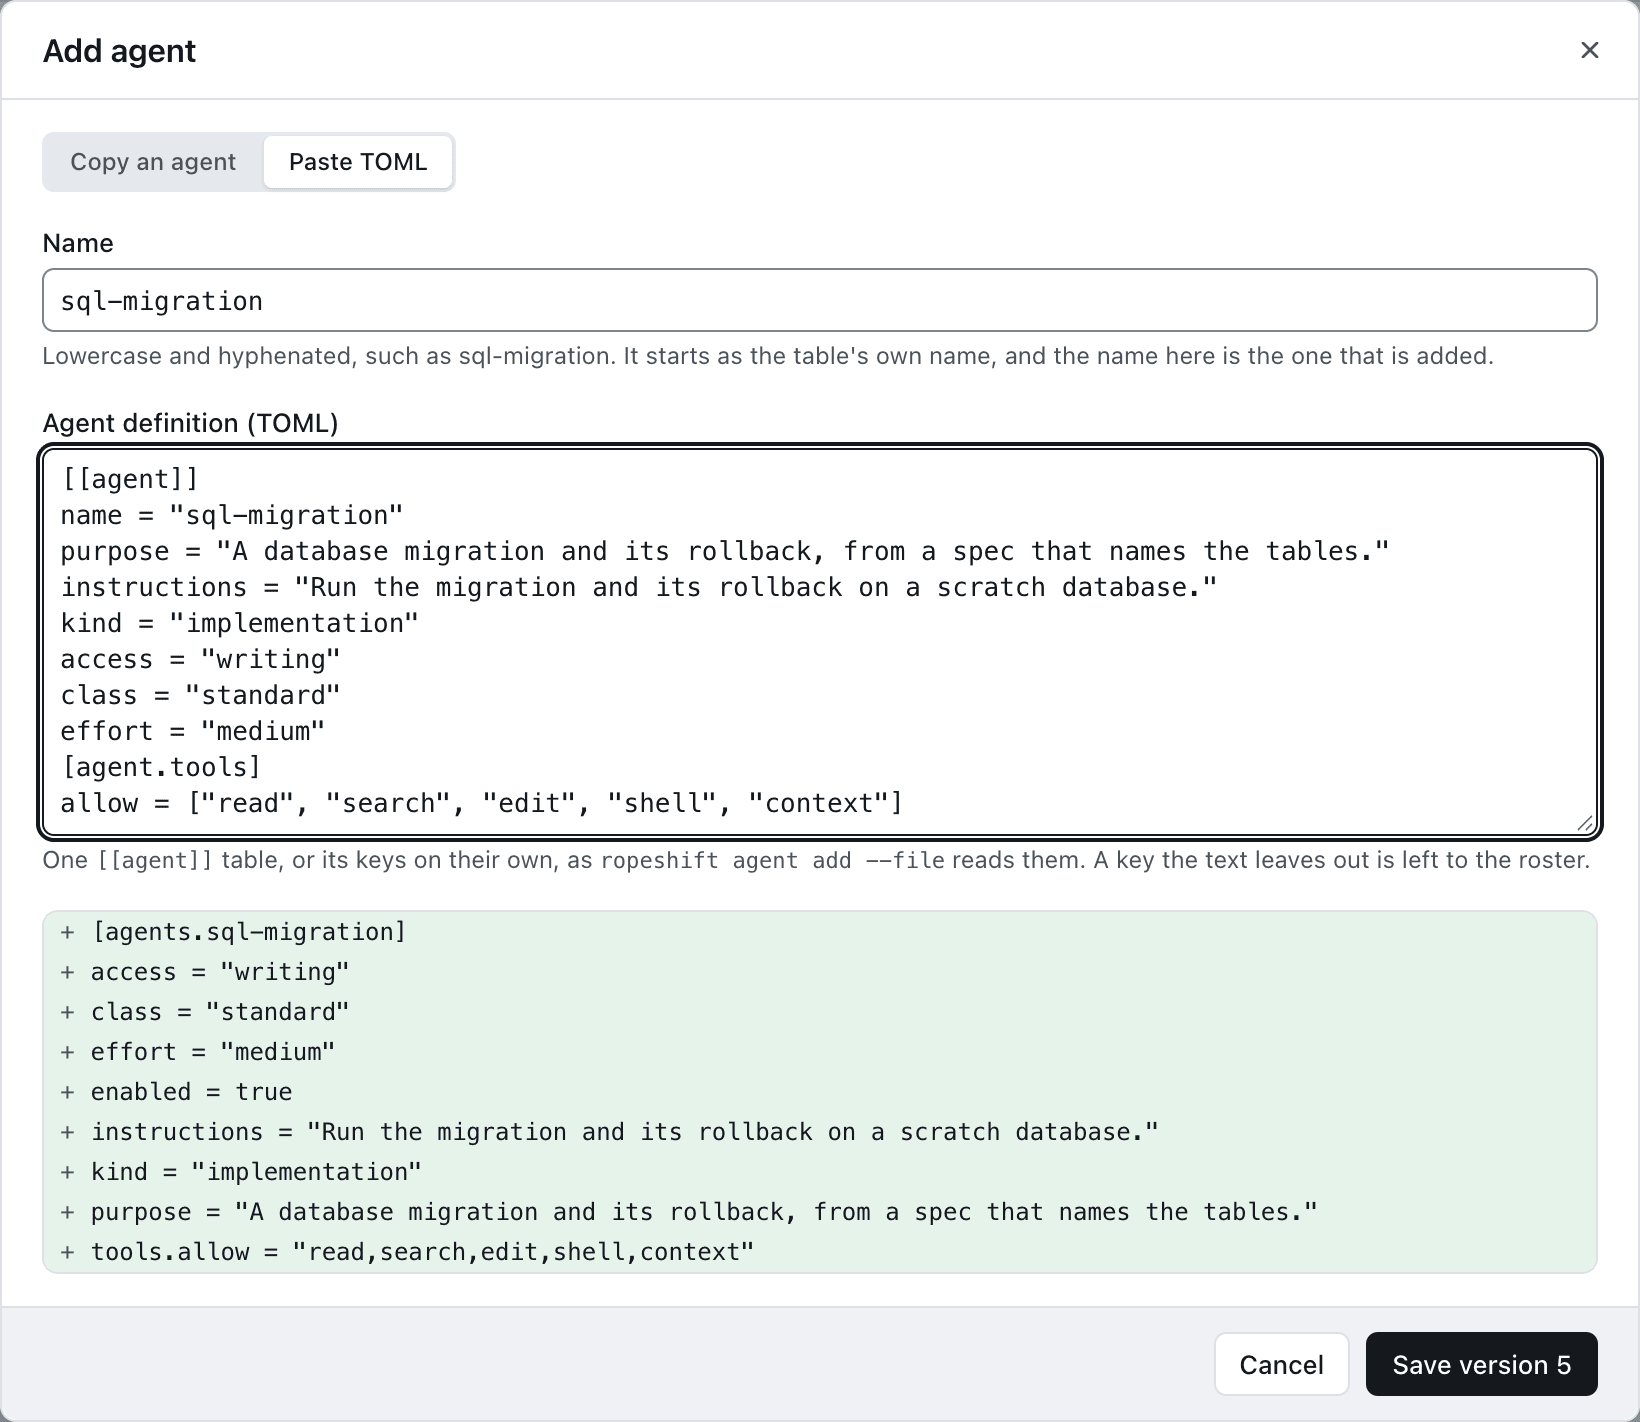 Add agent
Copy an agent
Paste TOML
Name
sql-migration
Lowercase and hyphenated, such as sql-migration. It starts as the table's own name, and the name here is the one that is added.
Agent definition (TOML)
[[agent]]
name = "sql-migration"
purpose = "A database migration and its rollback, from a spec that names the tables."
instructions = "Run the migration and its rollback on a scratch database."
kind = "implementation"
access = "writing"
class = "standard"
effort = "medium"
[agent.tools]
allow = ["read", "search", "edit", "shell", "context"]
One [[agent]] table, or its keys on their own, as ropeshift agent add --file reads them. A key the text leaves out is left to the roster.
+ [agents.sql-migration]
+ access = "writing"
+ class = "standard"
+ effort = "medium"
+ enabled = true
+ instructions = "Run the migration and its rollback on a scratch database."
+ kind = "implementation"
+ purpose = "A database migration and its rollback, from a spec that names the tables."
+ tools.allow = "read,search,edit,shell,context"
Cancel
Save version 5